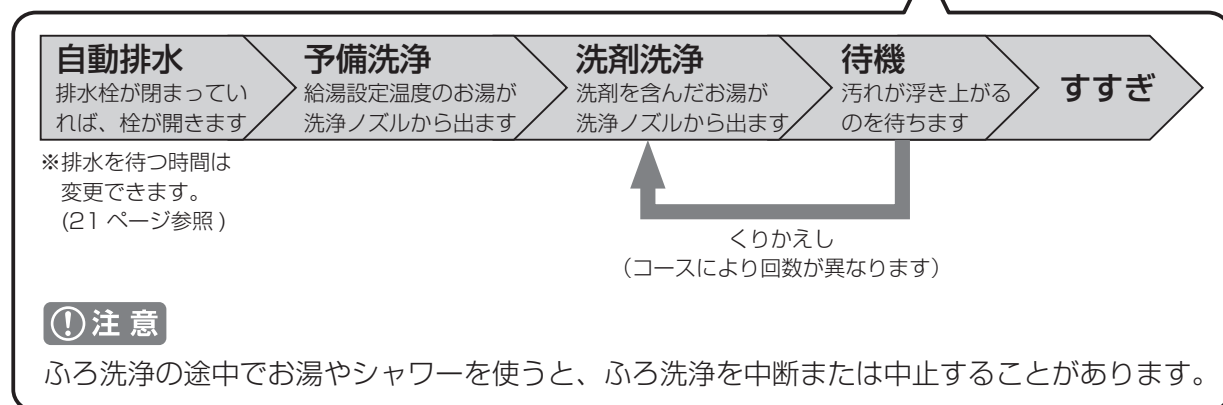 自動排水
排水栓が閉まってい
れば、栓が開きます
予備洗浄
給湯設定温度のお湯が
洗浄ノズルから出ます
洗剤洗浄
洗剤を含んだお湯が
洗浄ノズルから出ます
待機
汚れが浮き上がる
のを待ちます
すすぎ
※排水を待つ時間は
変更できます。
(21 ページ参照 )
くりかえし
（コースにより回数が異なります）
注 意
ふろ洗浄の途中でお湯やシャワーを使うと、ふろ洗浄を中断または中止することがあります。